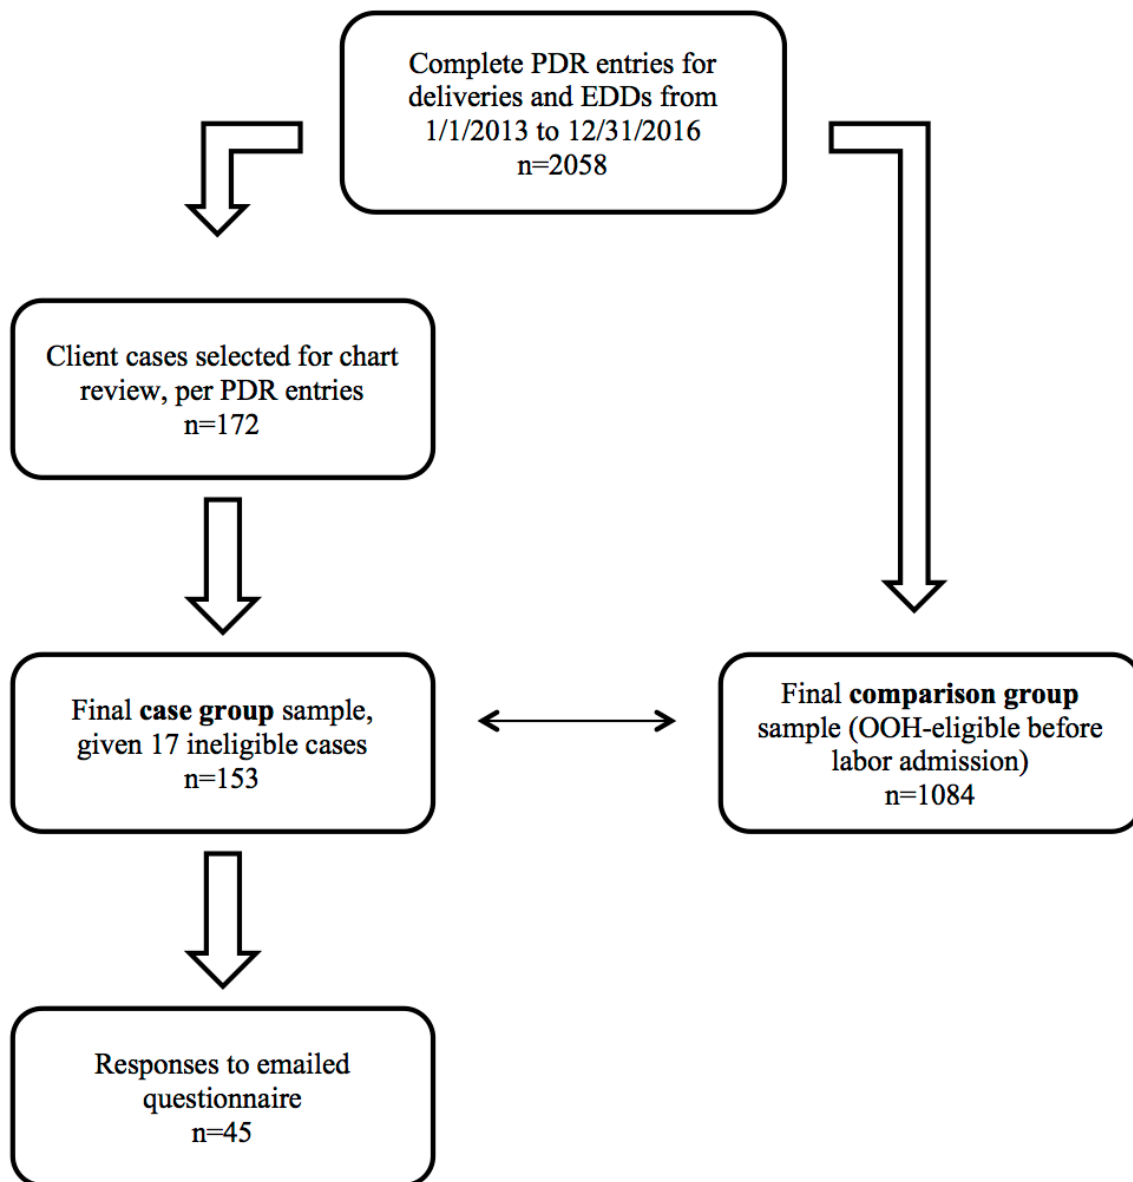 Complete PDR entries for
deliveries and EDDs from
1/1/2013 to 12/31/2016
n=2058
Client cases selected for chart
review, per PDR entries
n=172
Final case group sample,
given 17 ineligible cases
n=153
Final comparison group
sample (OOH-eligible before
labor admission)
n=1084
Responses to emailed
questionnaire
n=45